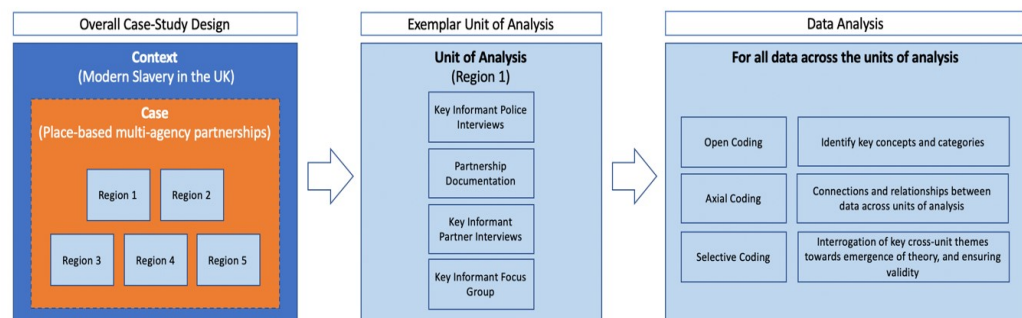 Overall Case-Study Design
Context
(Modern Slavery in the UK)
Case
(Place-based multi-agency partnerships)
Region 1
Region 2
Region 3
Region 4
Region 5
Exemplar Unit of Analysis
Unit of Analysis
(Region 1)
Key Informant Police
Interviews
Partnership
Documentation
Key Informant
Partner Interviews
Key Informant Focus
Group
Data Analysis
For all data across the units of analysis
Open Coding
Identify key concepts and categories
Axial Coding
Connections and relationships between
data across units of analysis
Selective Coding
Interrogation of key cross-unit themes
towards emergence of theory, and ensuring
validity